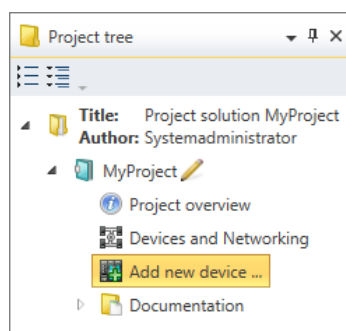 Project tree
Title: Project solution MyProject
Author: Systemadministrator
MyProject
Project overview
Devices and Networking
Add new device ...
Documentation